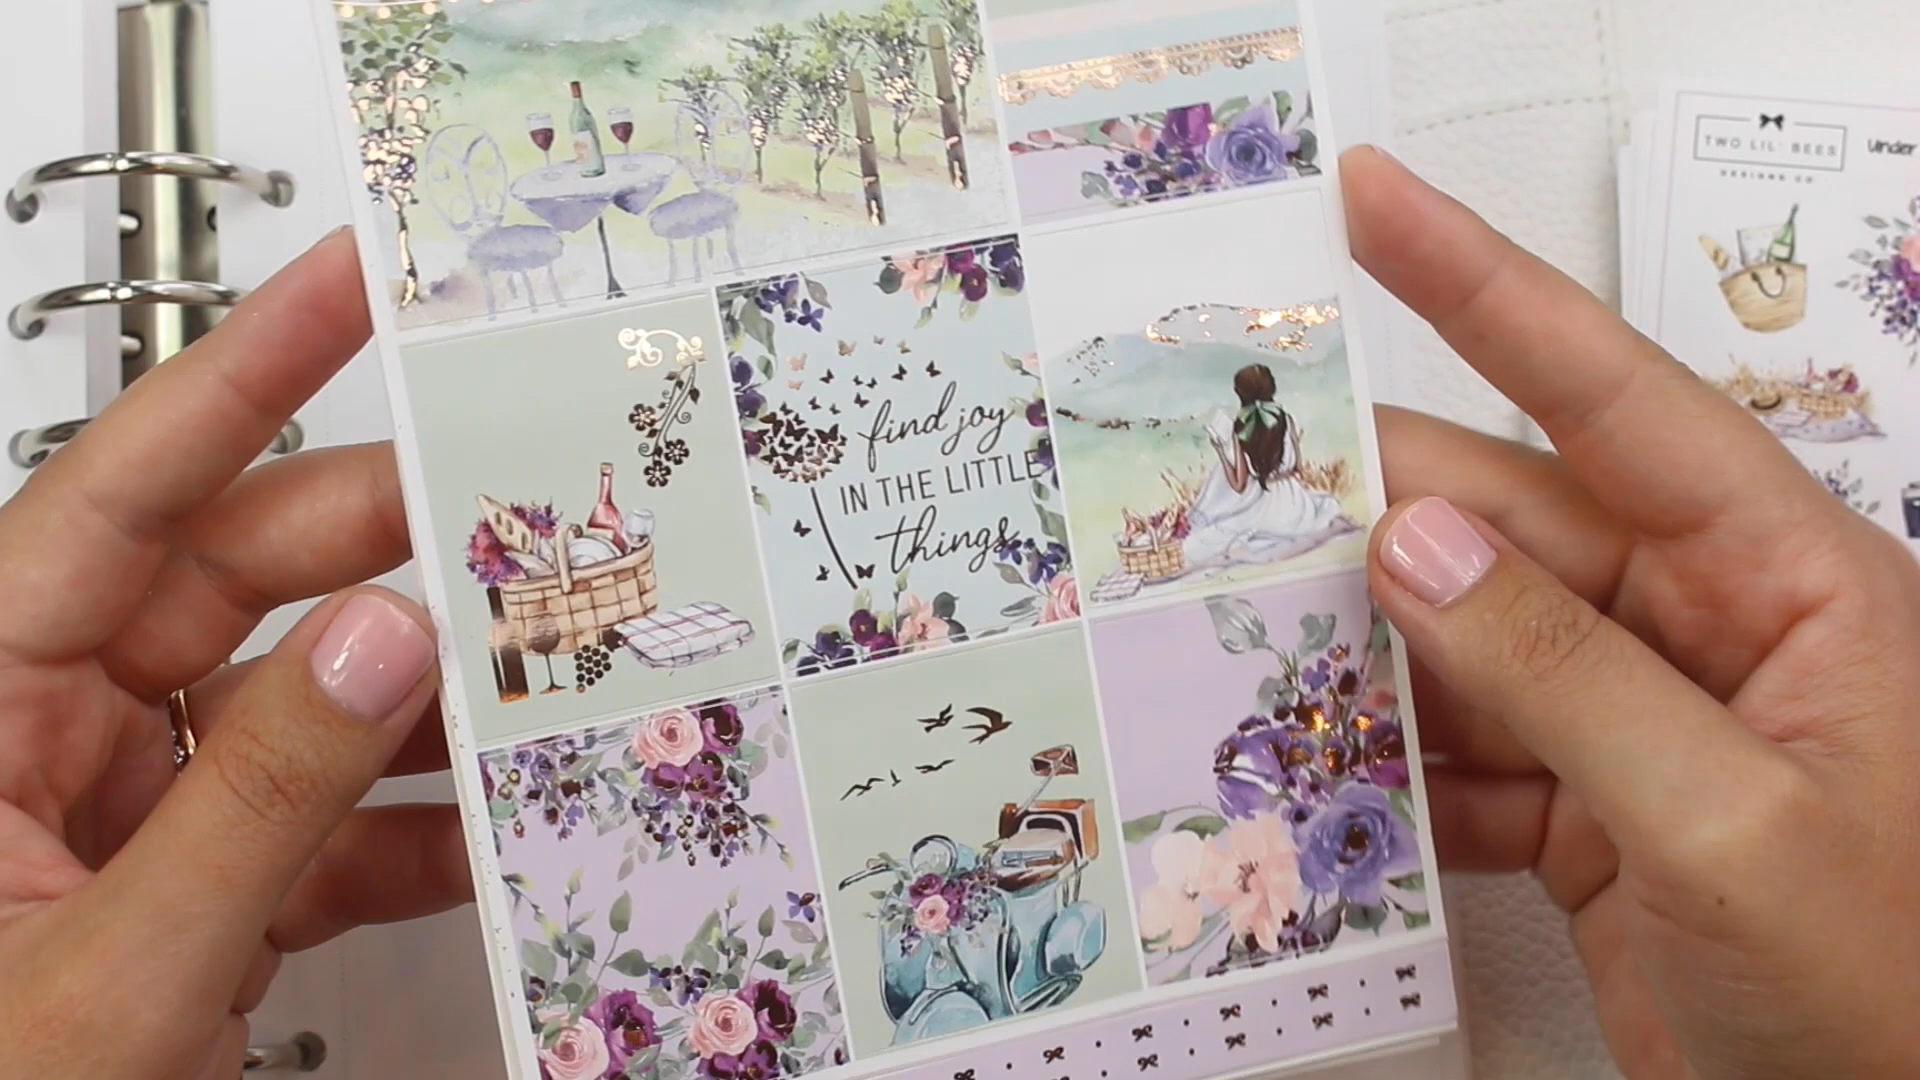 find joy
IN THE LITTLE
things
TWO LIL' BEES
DESIGNS CO
Under